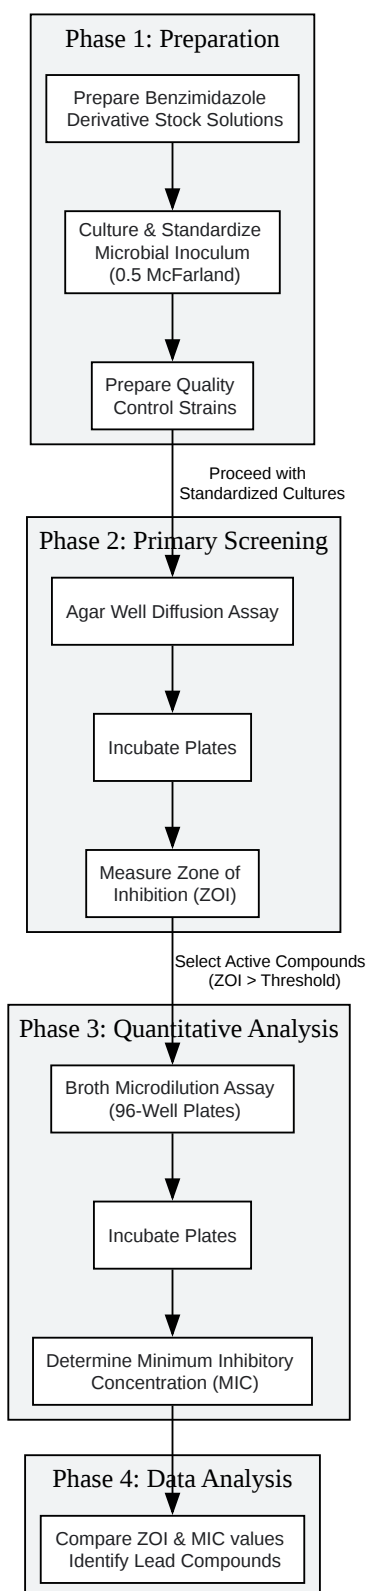 Phase 1: Preparation
Prepare Benzimidazole
Derivative Stock Solutions
Culture & Standardize
Microbial Inoculum
(0.5 McFarland)
Prepare Quality
Control Strains
Proceed with
Standardized Cultures
Phase 2: Primary Screening
Agar Well Diffusion Assay
Incubate Plates
Measure Zone of
Inhibition (ZOI)
Select Active Compounds
(ZOI > Threshold)
Phase 3: Quantitative Analysis
Broth Microdilution Assay
(96-Well Plates)
Incubate Plates
Determine Minimum Inhibitory
Concentration (MIC)
Phase 4: Data Analysis
Compare ZOI & MIC values
Identify Lead Compounds